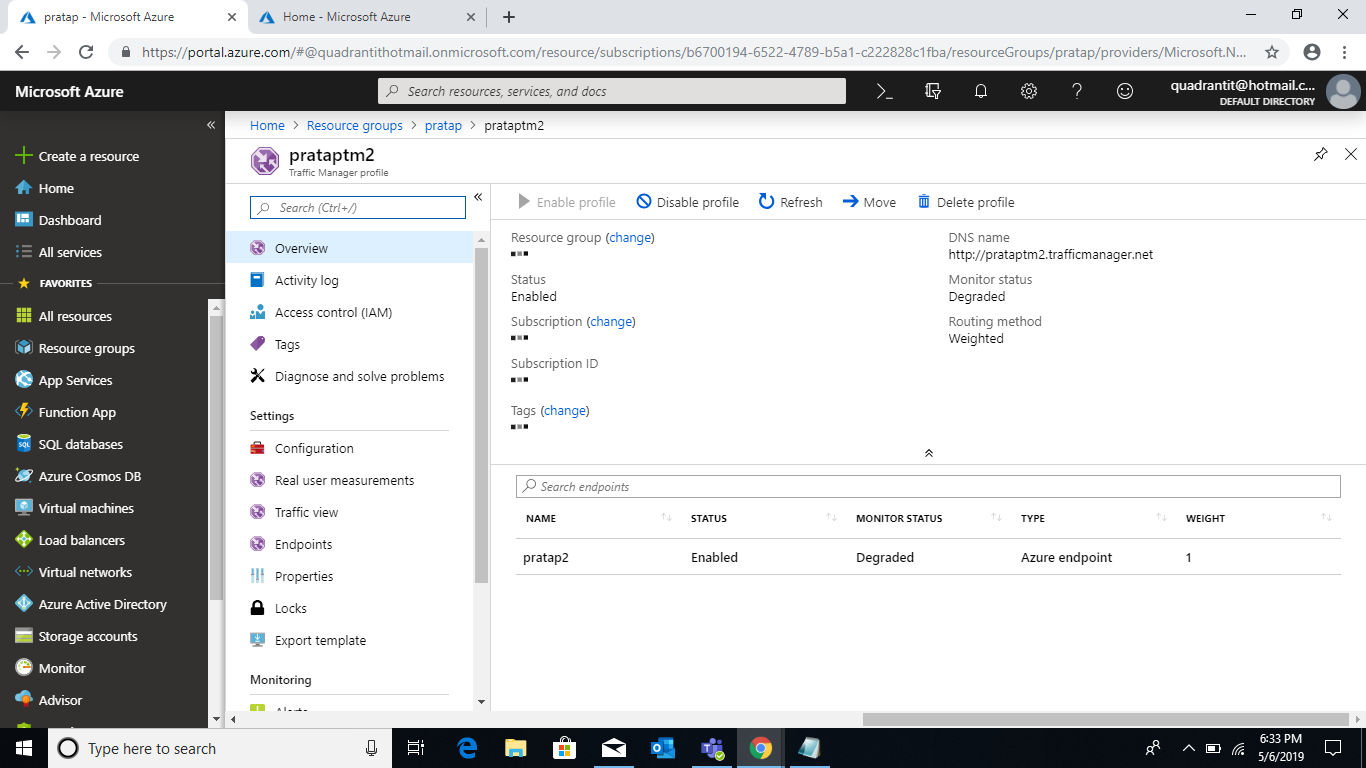 pratap - Microsoft Azure
Home - Microsoft Azure
https://portal.azure.com/#@quadrantithotmail.onmicrosoft.com/resource/subscriptions/b6700194-6522-4789-b5a1-c222828c1fba/resourceGroups/pratap/providers/Microsoft.N...
Microsoft Azure
Search resources, services, and docs
quadrantit@hotmail.c...
DEFAULT DIRECTORY
Create a resource
Home
Dashboard
All services
FAVORITES
All resources
Resource groups
App Services
Function App
SQL databases
Azure Cosmos DB
Virtual machines
Load balancers
Virtual networks
Azure Active Directory
Storage accounts
Monitor
Advisor
Home > Resource groups > pratap > prataptm2
prataptm2
Traffic Manager profile
Search (Ctrl+/)
Overview
Activity log
Access control (IAM)
Tags
Diagnose and solve problems
Settings
Configuration
Real user measurements
Traffic view
Endpoints
Properties
Locks
Export template
Monitoring
Alerts
Enable profile
Disable profile
Refresh
Move
Delete profile
Resource group (change)
Status
Enabled
Subscription (change)
Subscription ID
Tags (change)
DNS name
http://prataptm2.trafficmanager.net
Monitor status
Degraded
Routing method
Weighted
Search endpoints
NAME STATUS MONITOR STATUS TYPE WEIGHT
pratap2 Enabled Degraded Azure endpoint 1
Type here to search
6:33 PM
5/6/2019